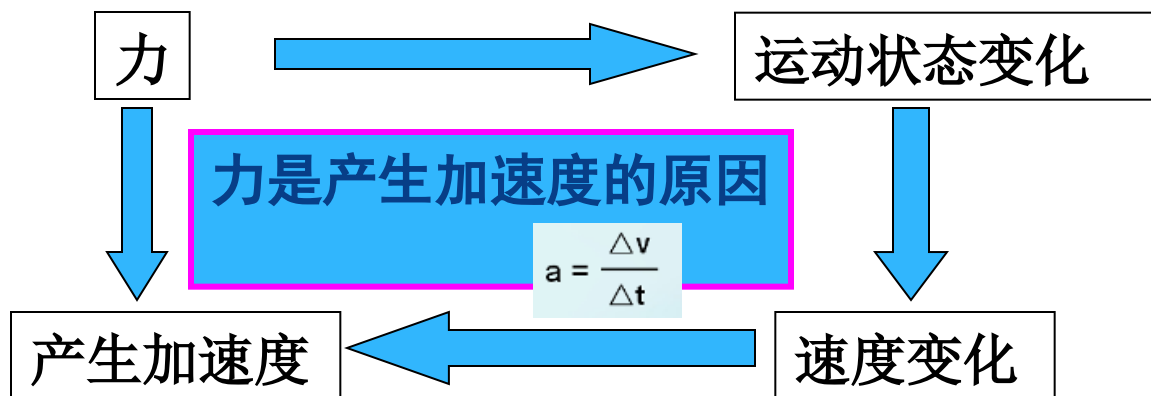 力
运动状态变化
力是产生加速度的原因
a = △v / △t
产生加速度
速度变化